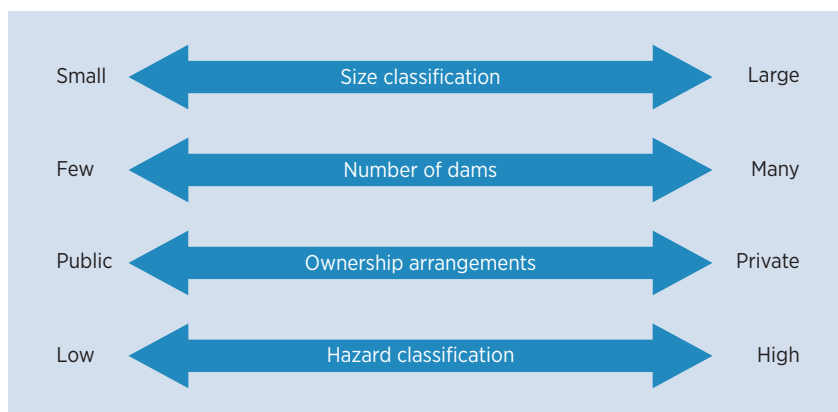 Small Size classification Large
Few Number of dams Many
Public Ownership arrangements Private
Low Hazard classification High